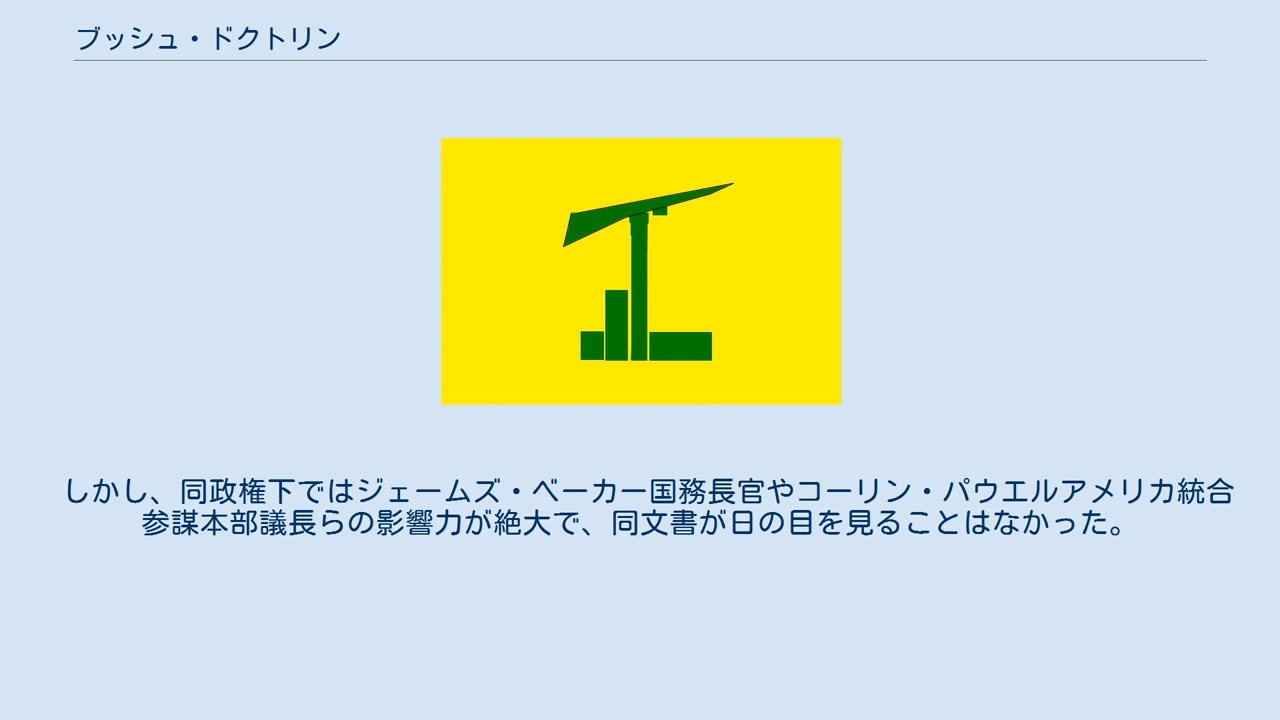 ブッシュ・ドクトリン
しかし、同政権下ではジェームズ・ベーカー国務長官やコーリン・パウエルアメリカ統合
参謀本部議長らの影響力が絶大で、同文書が日の目を見ることはなかった。